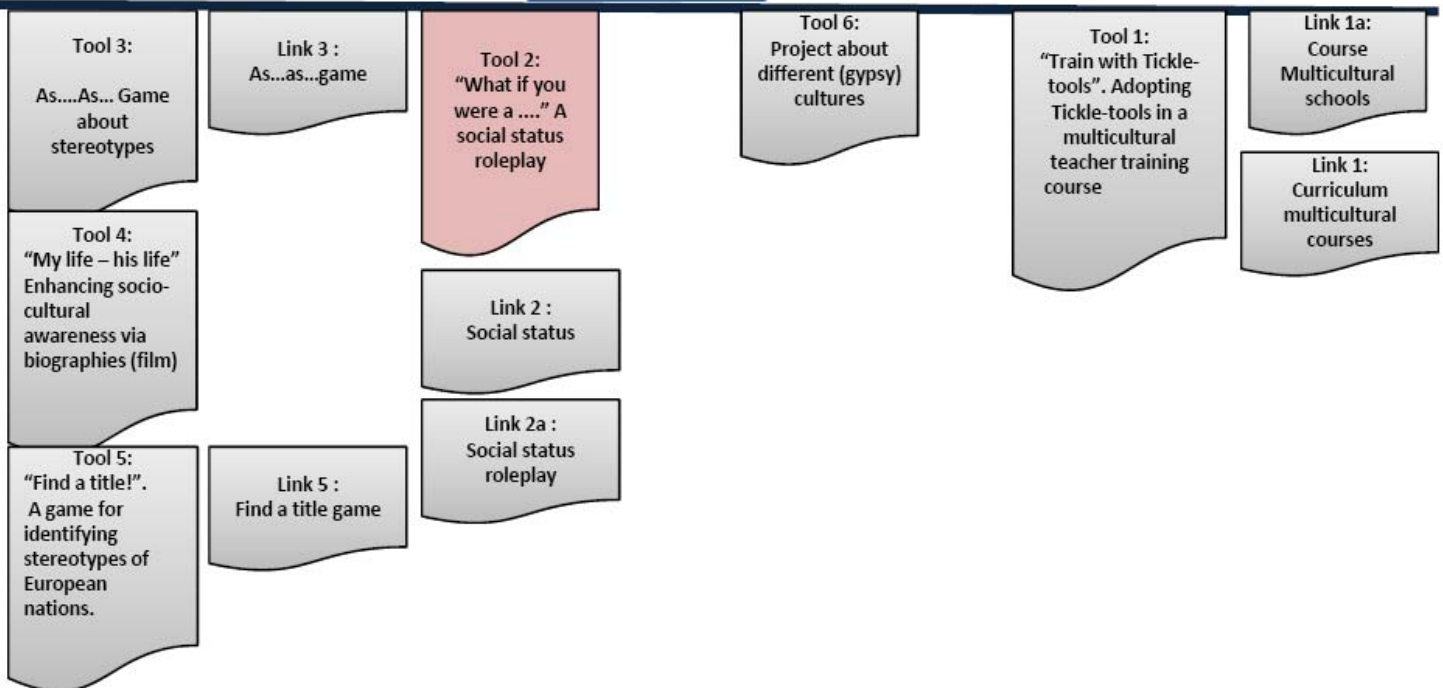 Tool 3:
As....As... Game
about
stereotypes
Link 3 :
As...as...game
Tool 2:
“What if you
were a ....” A
social status
roleplay
Tool 6:
Project about
different (gypsy)
cultures
Tool 1:
“Train with Tickle-
tools”. Adopting
Tickle-tools in a
multicultural
teacher training
course
Link 1a:
Course
Multicultural
schools
Link 1:
Curriculum
multicultural
courses
Tool 4:
“My life – his life”
Enhancing socio-
cultural
awareness via
biographies (film)
Link 2 :
Social status
Link 2a :
Social status
roleplay
Tool 5:
“Find a title!”.
A game for
identifying
stereotypes of
European
nations.
Link 5 :
Find a title game